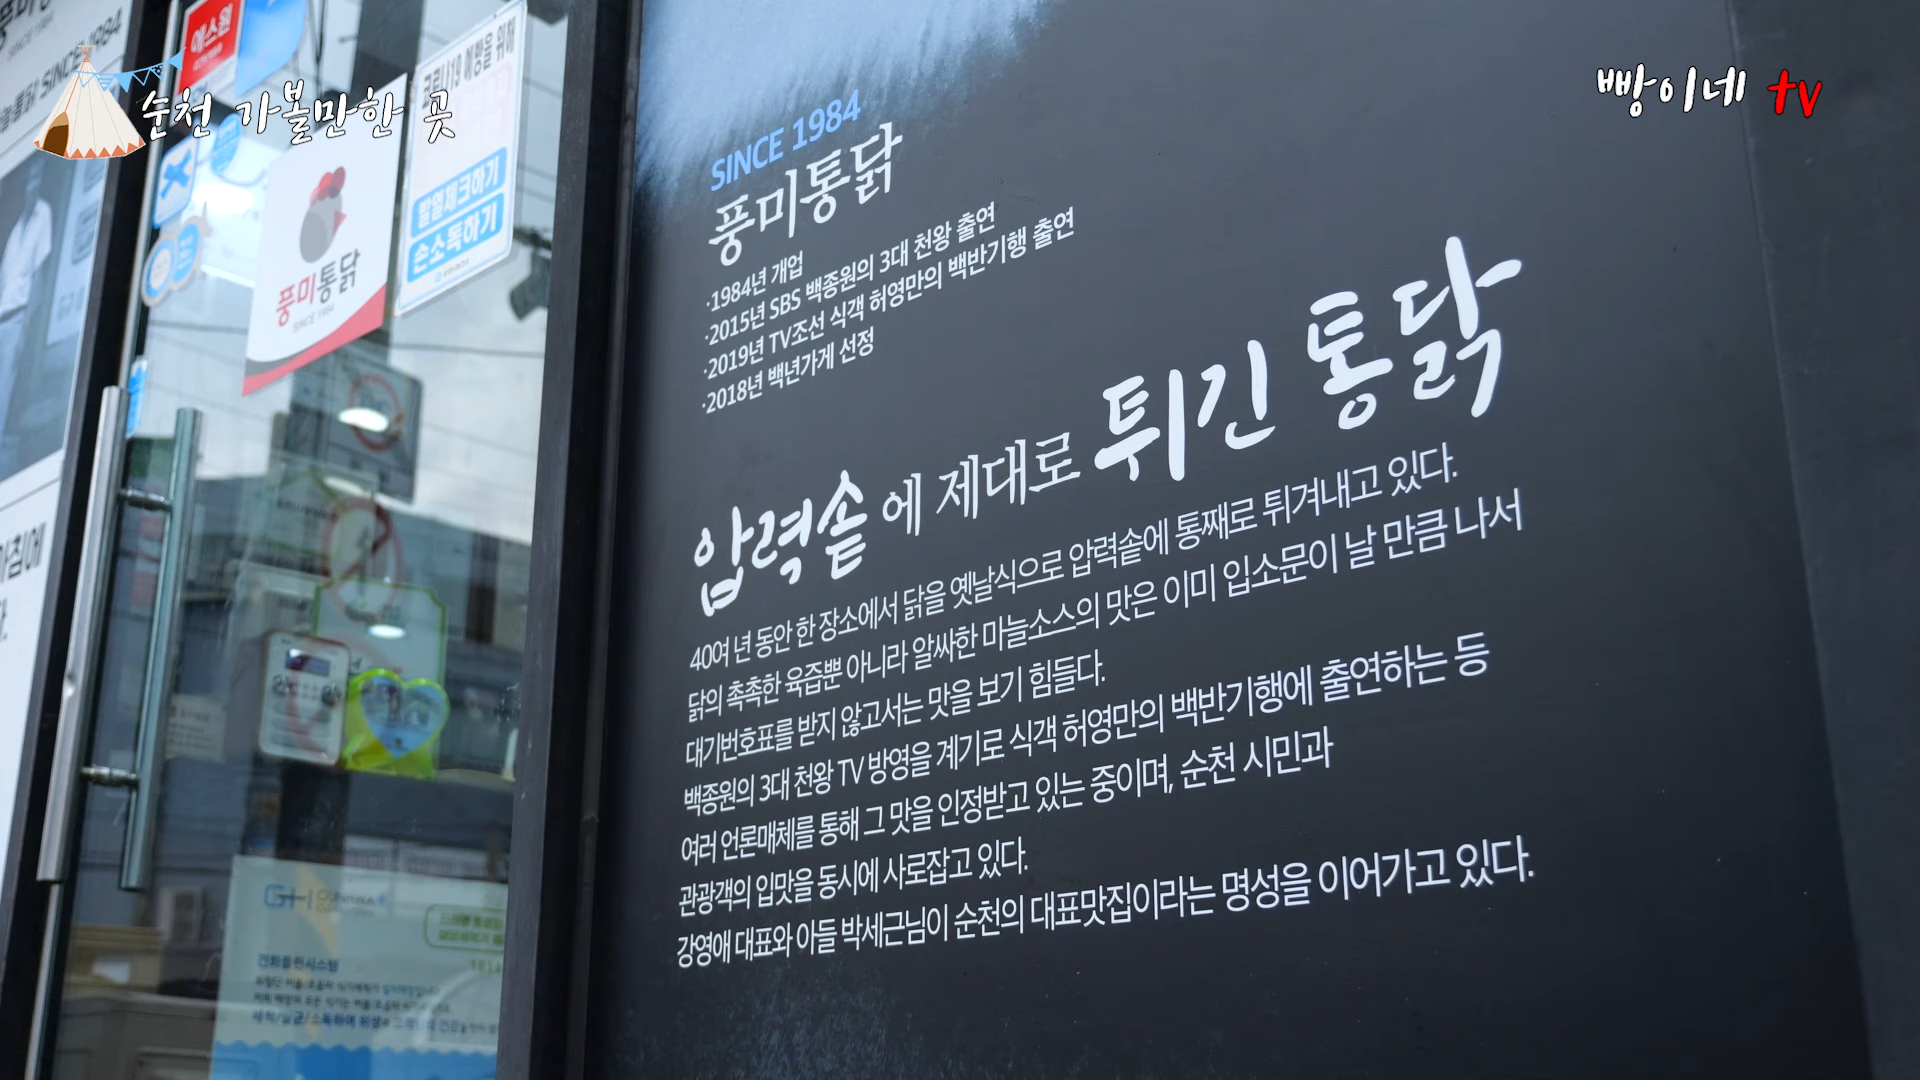 순천 가볼만한 곳
빵이네 tv
에스원
코로나19 예방을 위해
발열체크하기
손소독하기
풍미통닭
SINCE 1984
SINCE 1984
풍미통닭
·1984년 개업
·2015년 SBS 백종원의 3대 천왕 출연
·2019년 TV조선 식객 허영만의 백반기행 출연
·2018년 백년가게 선정
압력솥에 제대로 튀긴 통닭
40여 년 동안 한 장소에서 닭을 옛날식으로 압력솥에 통째로 튀겨내고 있다.
닭의 촉촉한 육즙뿐 아니라 알싸한 마늘소스의 맛은 이미 입소문이 날 만큼 나서
대기번호표를 받지 않고서는 맛을 보기 힘들다.
백종원의 3대 천왕 TV 방영을 계기로 식객 허영만의 백반기행에 출연하는 등
여러 언론매체를 통해 그 맛을 인정받고 있는 중이며, 순천 시민과
관광객의 입맛을 동시에 사로잡고 있다.
강영애 대표와 아들 박세근님이 순천의 대표맛집이라는 명성을 이어가고 있다.